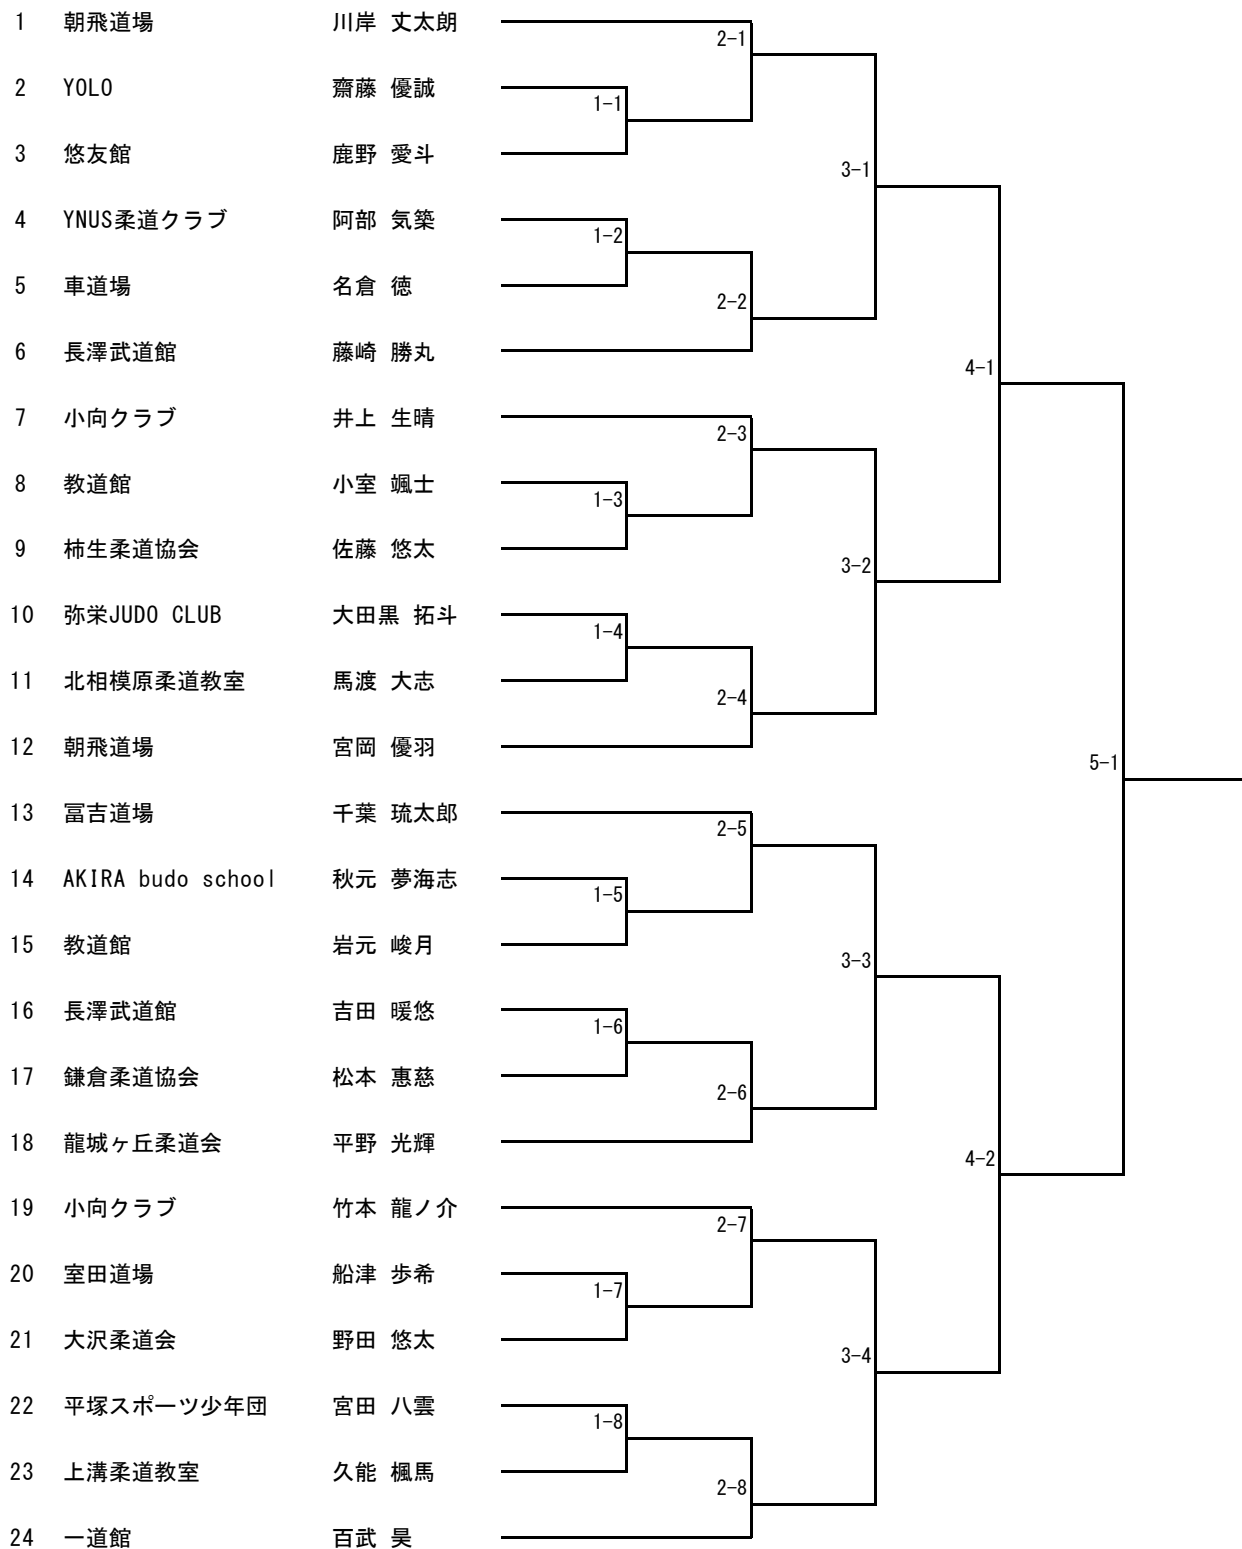 1 朝飛道場 川岸 丈太朗
2-1
2 YOLO 齋藤 優誠
1-1
3 悠友館 鹿野 愛斗
3-1
4 YNUS柔道クラブ 阿部 気築
1-2
5 車道場 名倉 徳
2-2
6 長澤武道館 藤崎 勝丸
4-1
7 小向クラブ 井上 生晴
2-3
8 教道館 小室 颯士
1-3
9 柿生柔道協会 佐藤 悠太
3-2
10 弥栄JUDO CLUB 大田黒 拓斗
1-4
11 北相模原柔道教室 馬渡 大志
2-4
12 朝飛道場 宮岡 優羽
5-1
13 冨吉道場 千葉 琉太郎
2-5
14 AKIRA budo school 秋元 夢海志
1-5
15 教道館 岩元 峻月
3-3
16 長澤武道館 吉田 暖悠
1-6
17 鎌倉柔道協会 松本 惠慈
2-6
18 龍城ヶ丘柔道会 平野 光輝
4-2
19 小向クラブ 竹本 龍ノ介
2-7
20 室田道場 船津 歩希
1-7
21 大沢柔道会 野田 悠太
3-4
22 平塚スポーツ少年団 宮田 八雲
1-8
23 上溝柔道教室 久能 楓馬
2-8
24 一道館 百武 昊